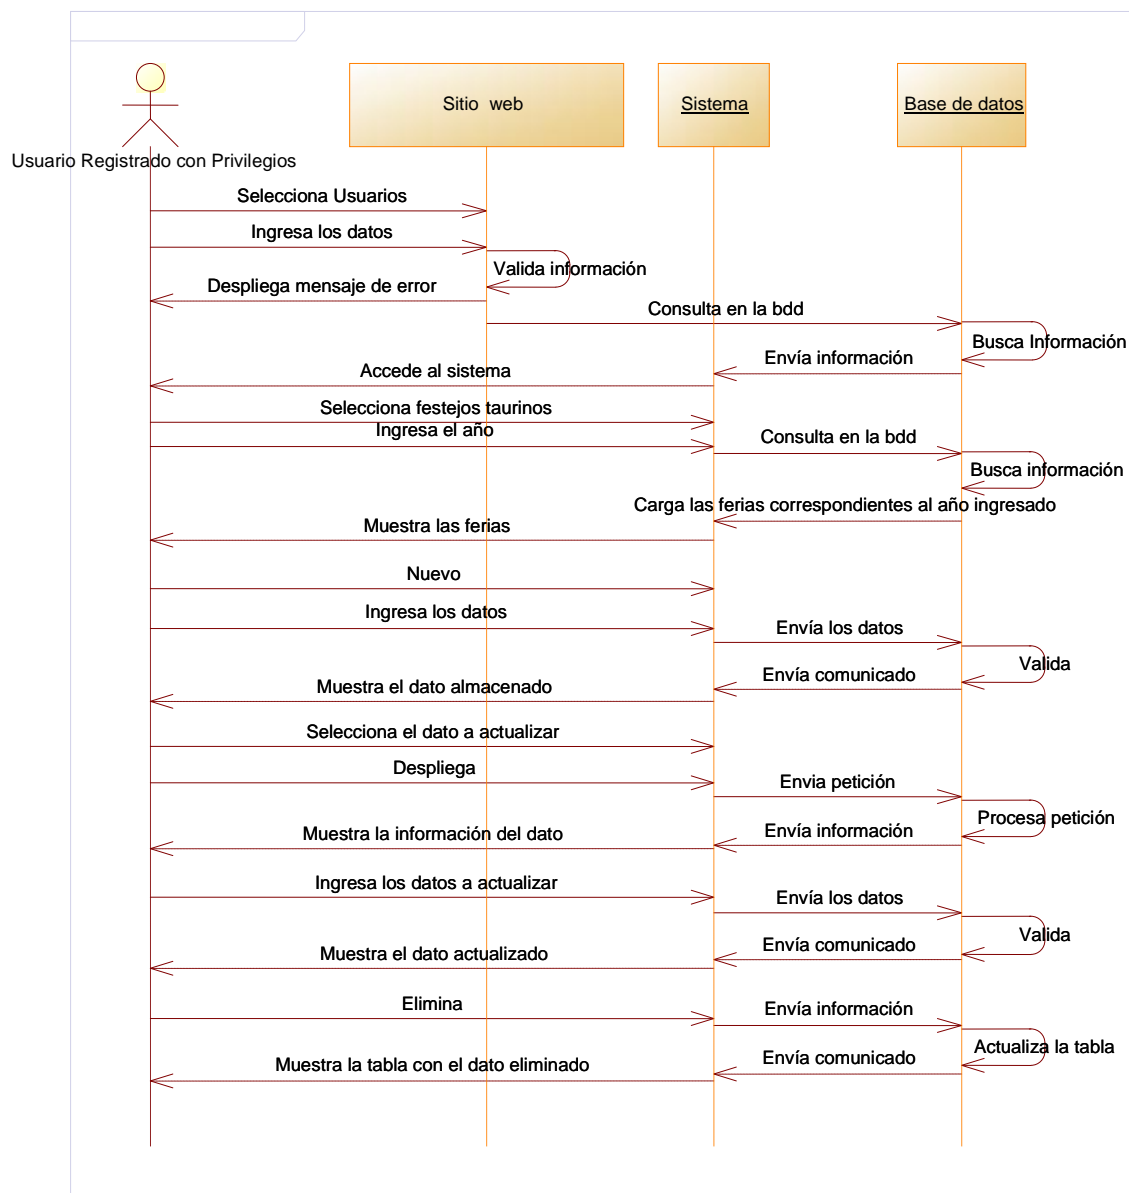 Sitio web
Sistema
Base de datos
Usuario Registrado con Privilegios
Selecciona Usuarios
Ingresa los datos
Valida información
Despliega mensaje de error
Consulta en la bdd
Busca Información
Envía información
Accede al sistema
Selecciona festejos taurinos
Ingresa el año
Consulta en la bdd
Busca información
Carga las ferias correspondientes al año ingresado
Muestra las ferias
Nuevo
Ingresa los datos
Envía los datos
Valida
Envía comunicado
Muestra el dato almacenado
Selecciona el dato a actualizar
Despliega
Envia petición
Procesa petición
Envía información
Muestra la información del dato
Ingresa los datos a actualizar
Envía los datos
Valida
Envía comunicado
Muestra el dato actualizado
Elimina
Envía información
Actualiza la tabla
Envía comunicado
Muestra la tabla con el dato eliminado